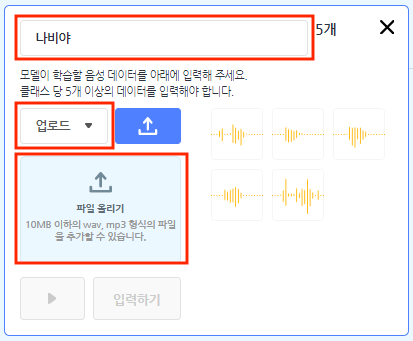 나비야
5개
모델이 학습할 음성 데이터를 아래에 입력해 주세요.
클래스 당 5개 이상의 데이터를 입력해야 합니다.
업로드
파일 올리기
10MB 이하의 wav, mp3 형식의 파일
을 추가할 수 있습니다.
입력하기